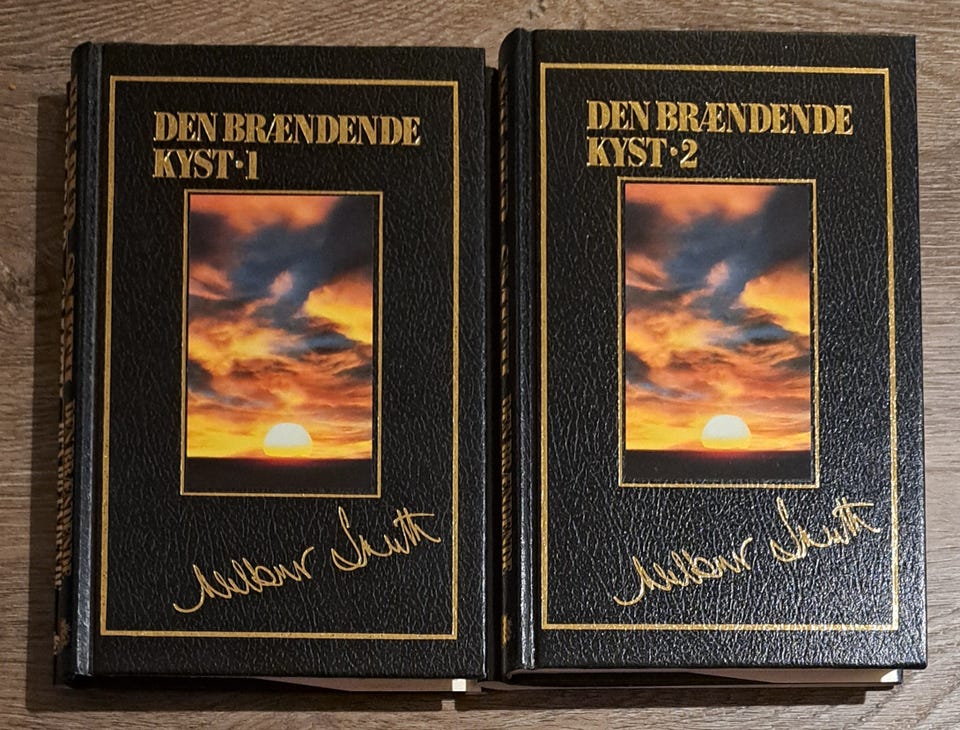 DEN BRÆNDENDE
KYST·1
Wilbur Smith
DEN BRÆNDENDE
KYST·2
Wilbur Smith